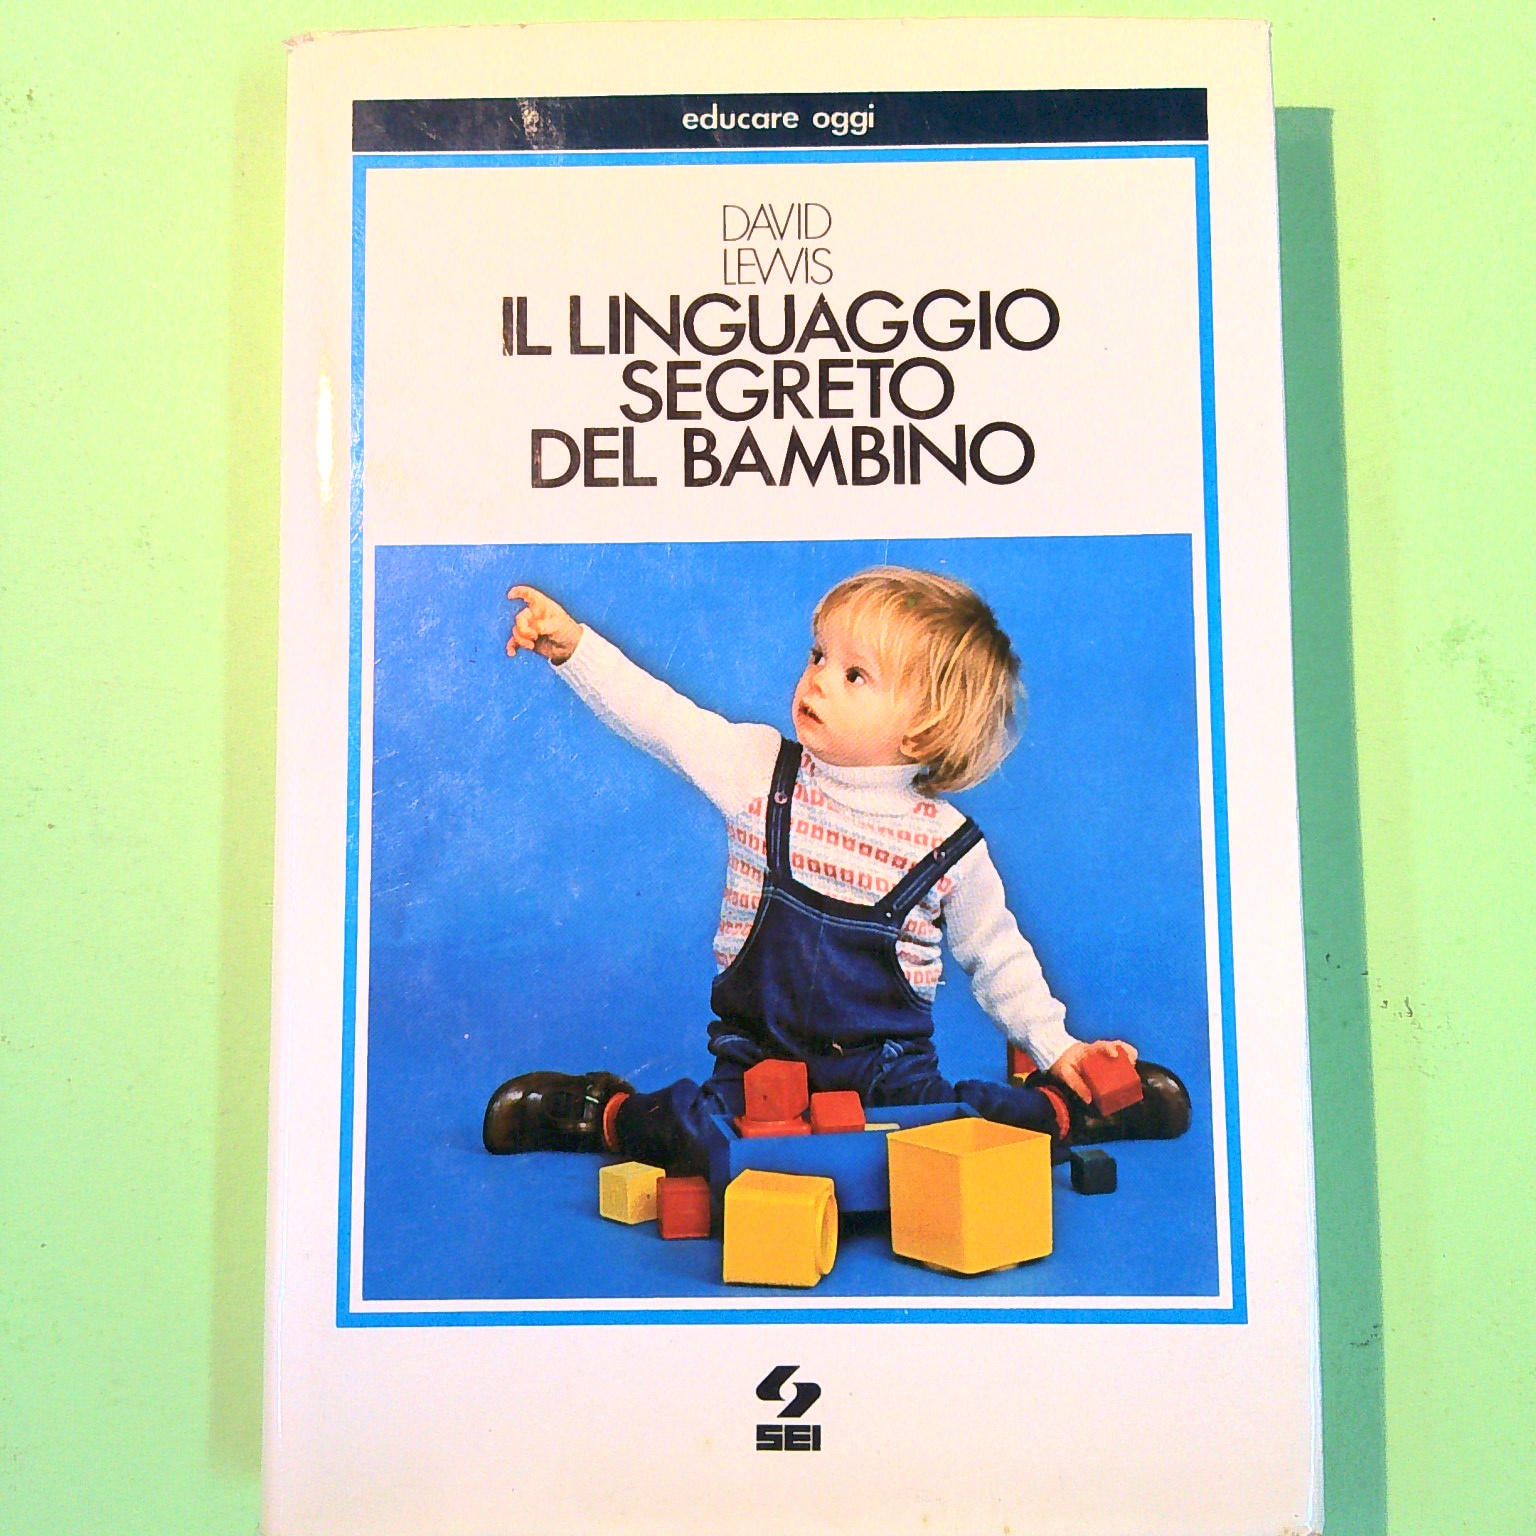 educare oggi
DAVID
LEWIS
IL LINGUAGGIO
SEGRETO
DEL BAMBINO
SEI